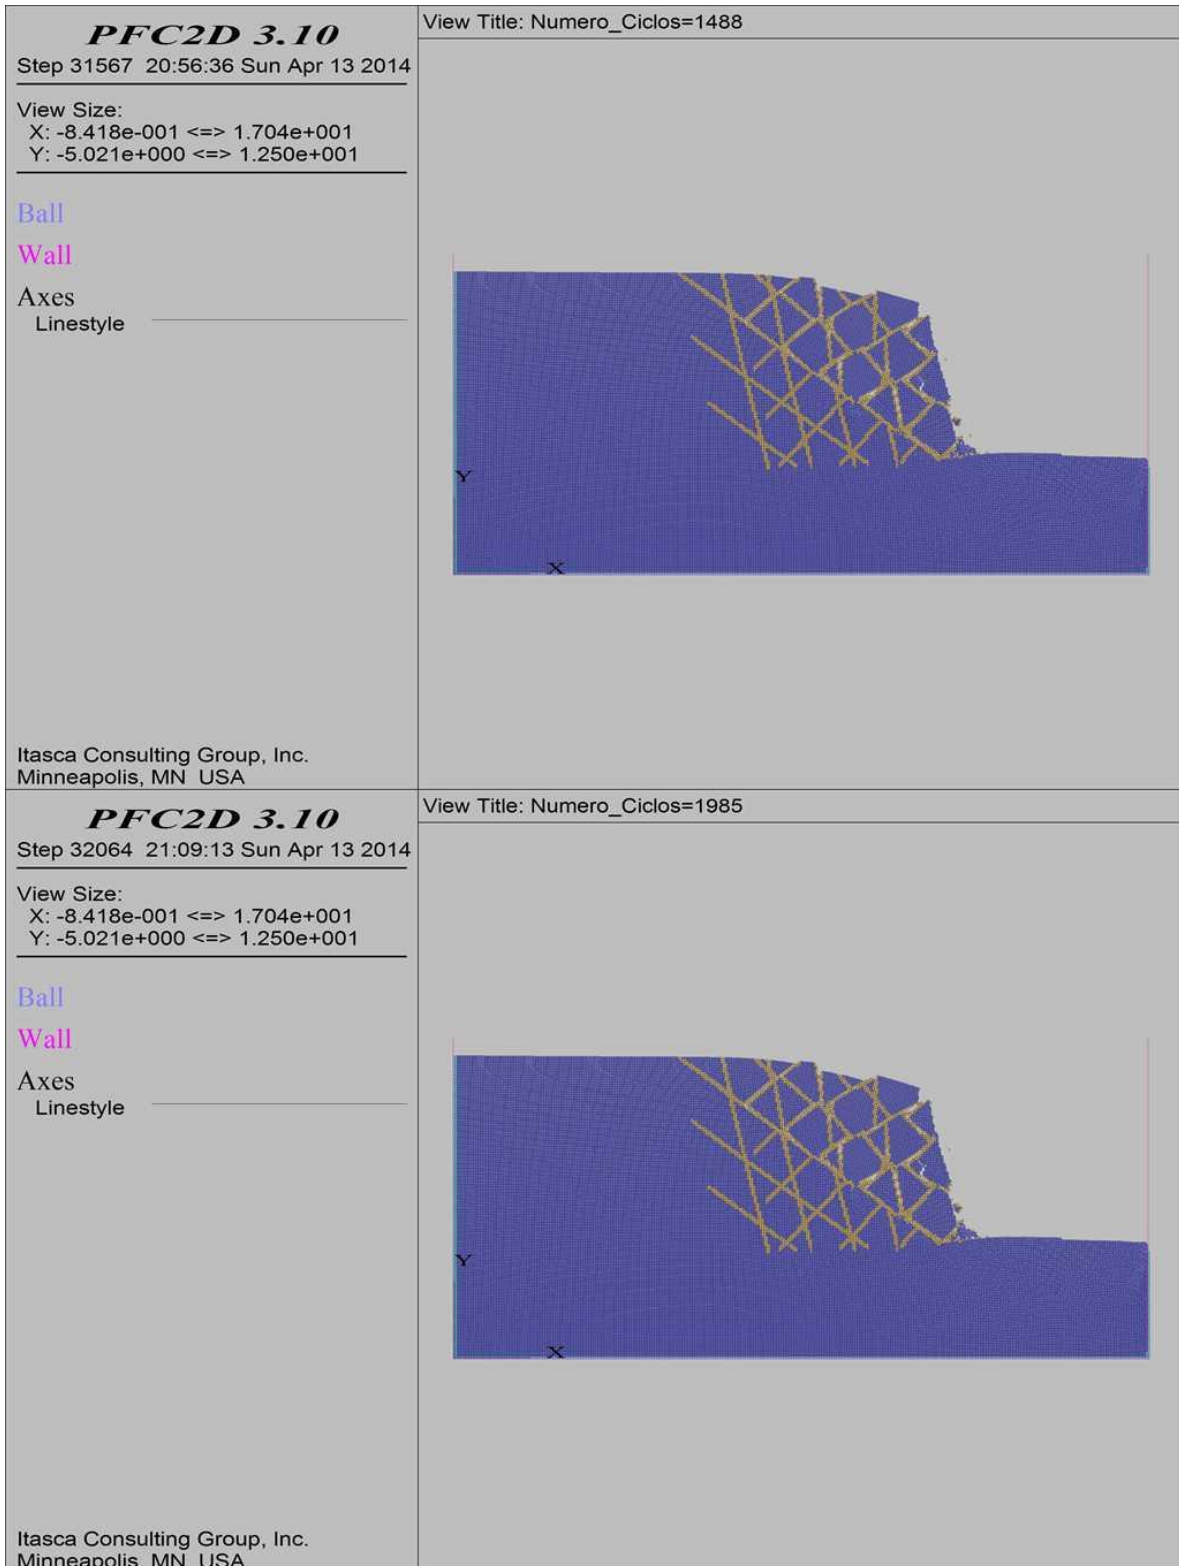 PFC2D 3.10
Step 31567 20:56:36 Sun Apr 13 2014
View Size:
X: -8.418e-001 <=> 1.704e+001
Y: -5.021e+000 <=> 1.250e+001
Ball
Wall
Axes
Linestyle
Itasca Consulting Group, Inc.
Minneapolis, MN USA
View Title: Numero_Ciclos=1488
Y
X
PFC2D 3.10
Step 32064 21:09:13 Sun Apr 13 2014
View Size:
X: -8.418e-001 <=> 1.704e+001
Y: -5.021e+000 <=> 1.250e+001
Ball
Wall
Axes
Linestyle
Itasca Consulting Group, Inc.
Minneapolis, MN USA
View Title: Numero_Ciclos=1985
Y
X